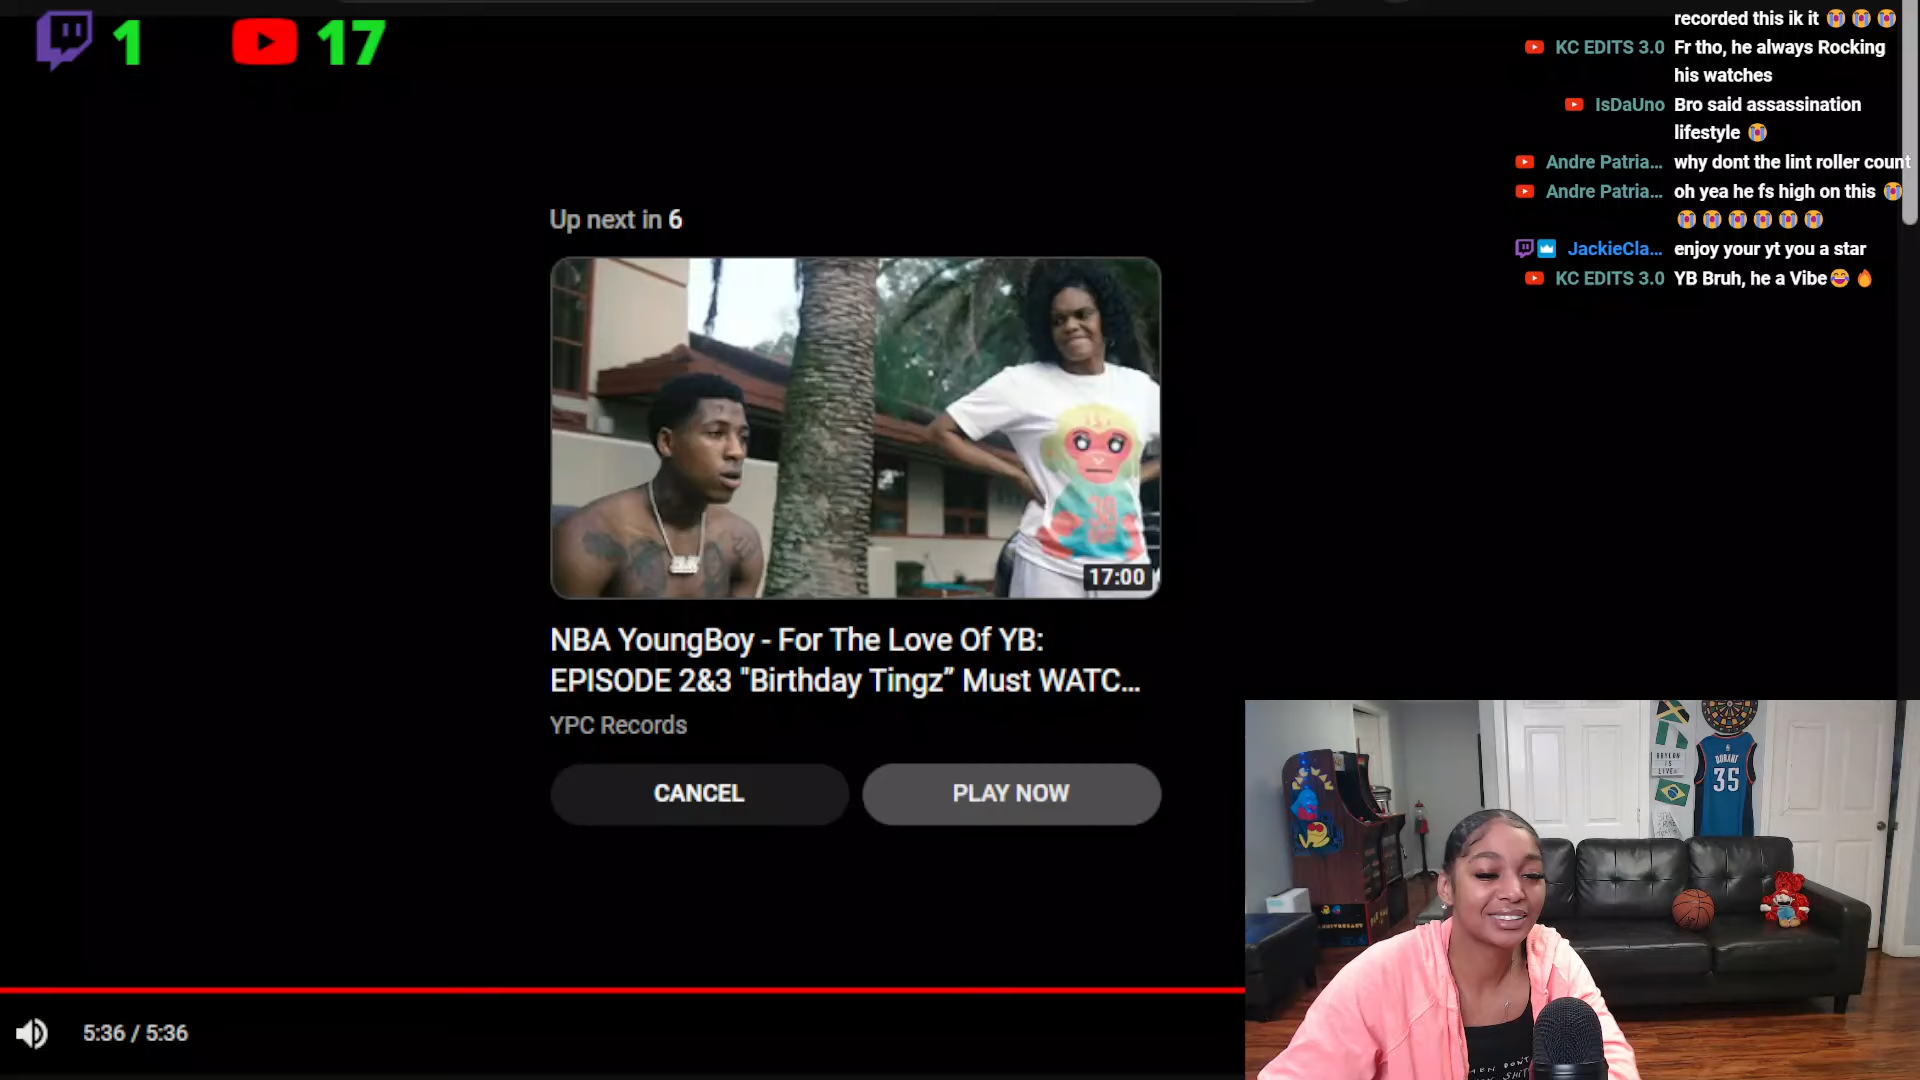 1
17
recorded this ik it 😭 😭 😭
KC EDITS 3.0 Fr tho, he always Rocking
his watches
IsDaUno Bro said assassination
lifestyle 😭
Andre Patria... why dont the lint roller count
Andre Patria... oh yea he fs high on this 😭
😭 😭 😭 😭 😭 😭
JackieCla... enjoy your yt you a star
KC EDITS 3.0 YB Bruh, he a Vibe😂 🔥
Up next in 6
17:00
NBA YoungBoy - For The Love Of YB:
EPISODE 2&3 "Birthday Tingz” Must WATC...
YPC Records
CANCEL
PLAY NOW
5:36 / 5:36
IS
LIVE
DURANT
35